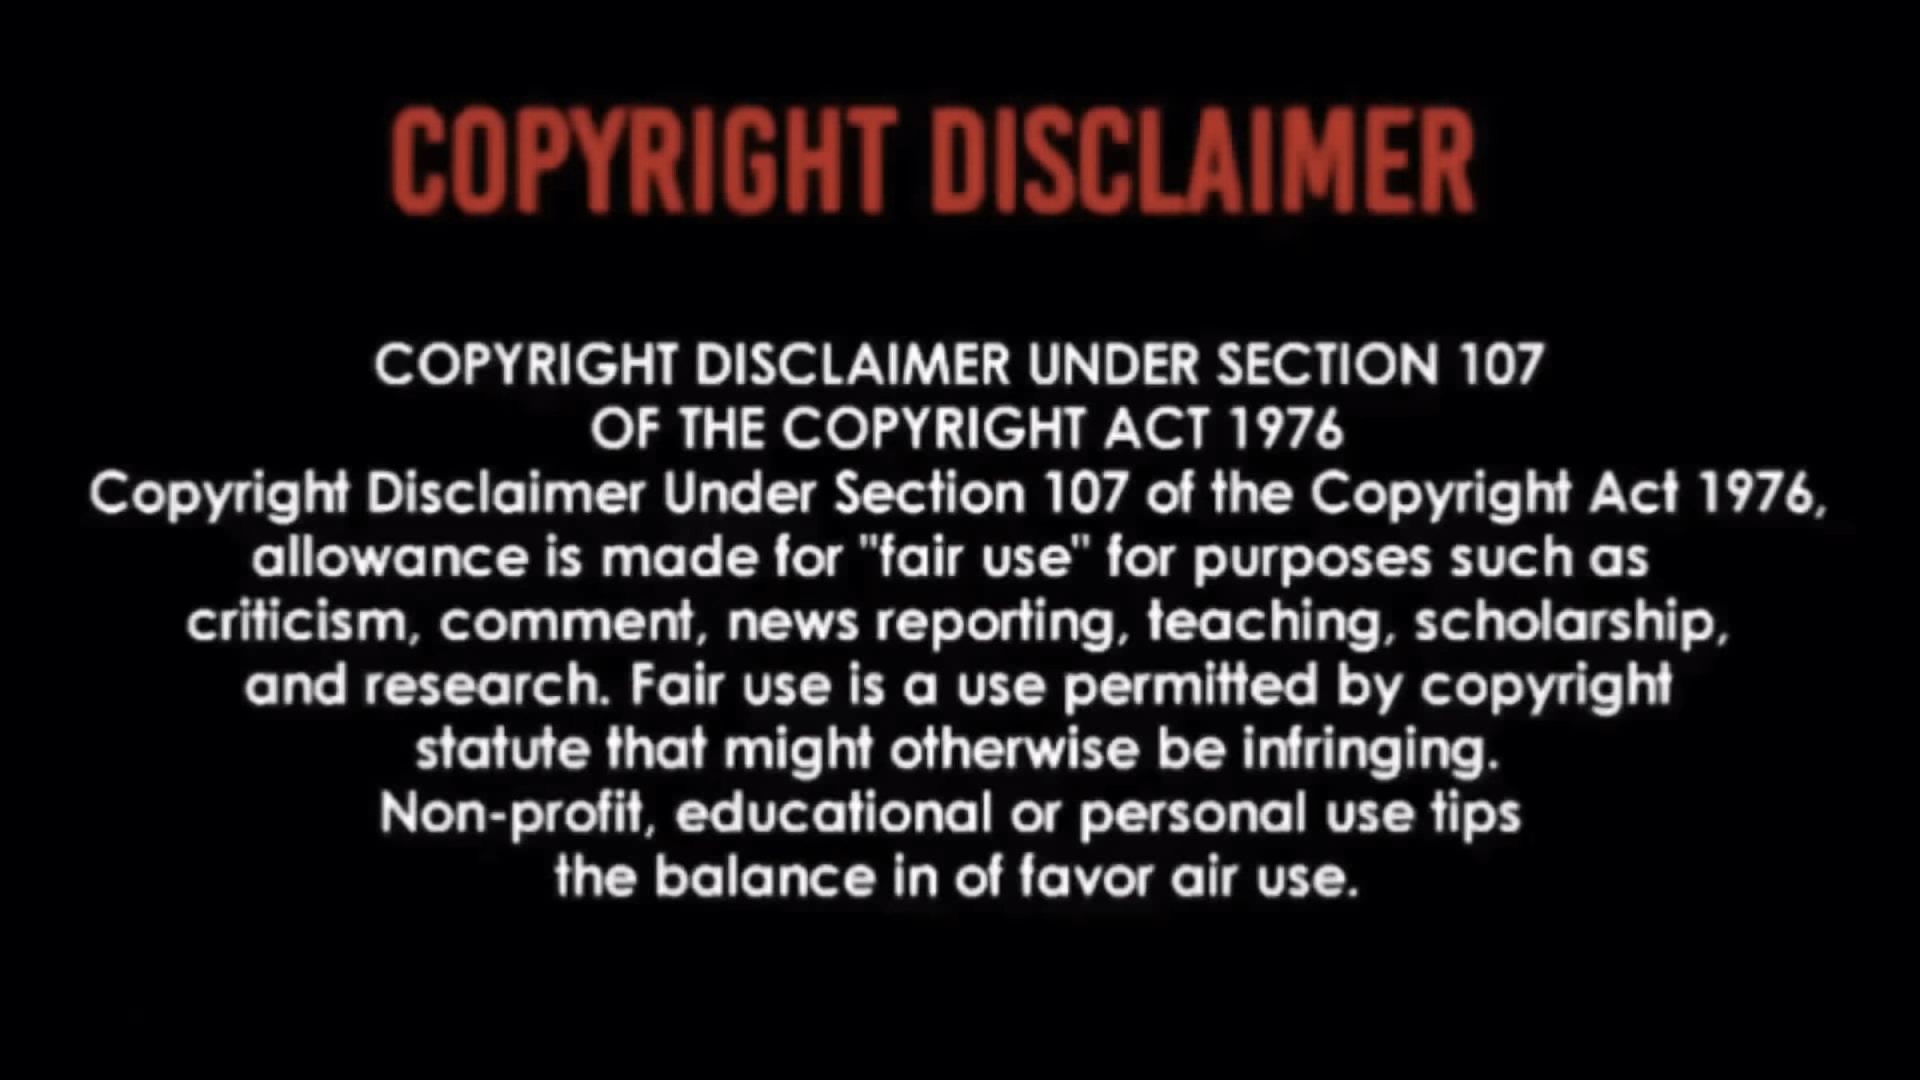 COPYRIGHT DISCLAIMER
COPYRIGHT DISCLAIMER UNDER SECTION 107
OF THE COPYRIGHT ACT 1976
Copyright Disclaimer Under Section 107 of the Copyright Act 1976,
allowance is made for "fair use" for purposes such as
criticism, comment, news reporting, teaching, scholarship,
and research. Fair use is a use permitted by copyright
statute that might otherwise be infringing.
Non-profit, educational or personal use tips
the balance in of favor air use.